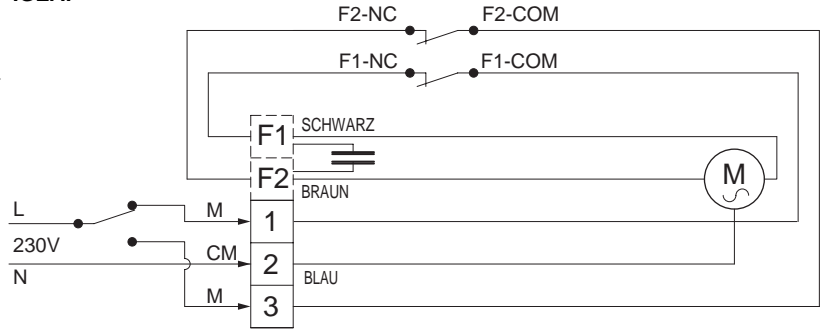 F2-NC F2-COM
F1-NC F1-COM
F1 SCHWARZ
F2 BRAUN
M
L M 1
230V CM 2 BLAU
N M 3